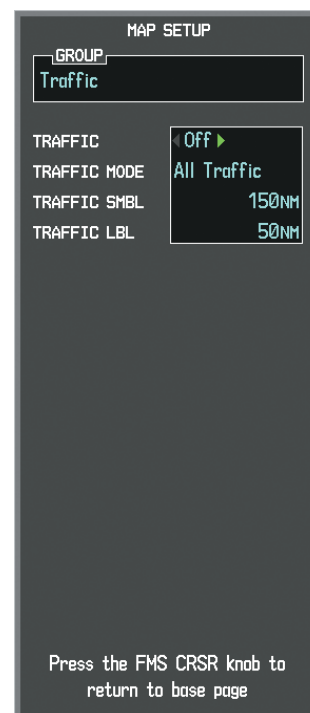 MAP SETUP
GROUP
Traffic
TRAFFIC Off
TRAFFIC MODE All Traffic
TRAFFIC SMBL 150NM
TRAFFIC LBL 50NM
Press the FMS CRSR knob to
return to base page